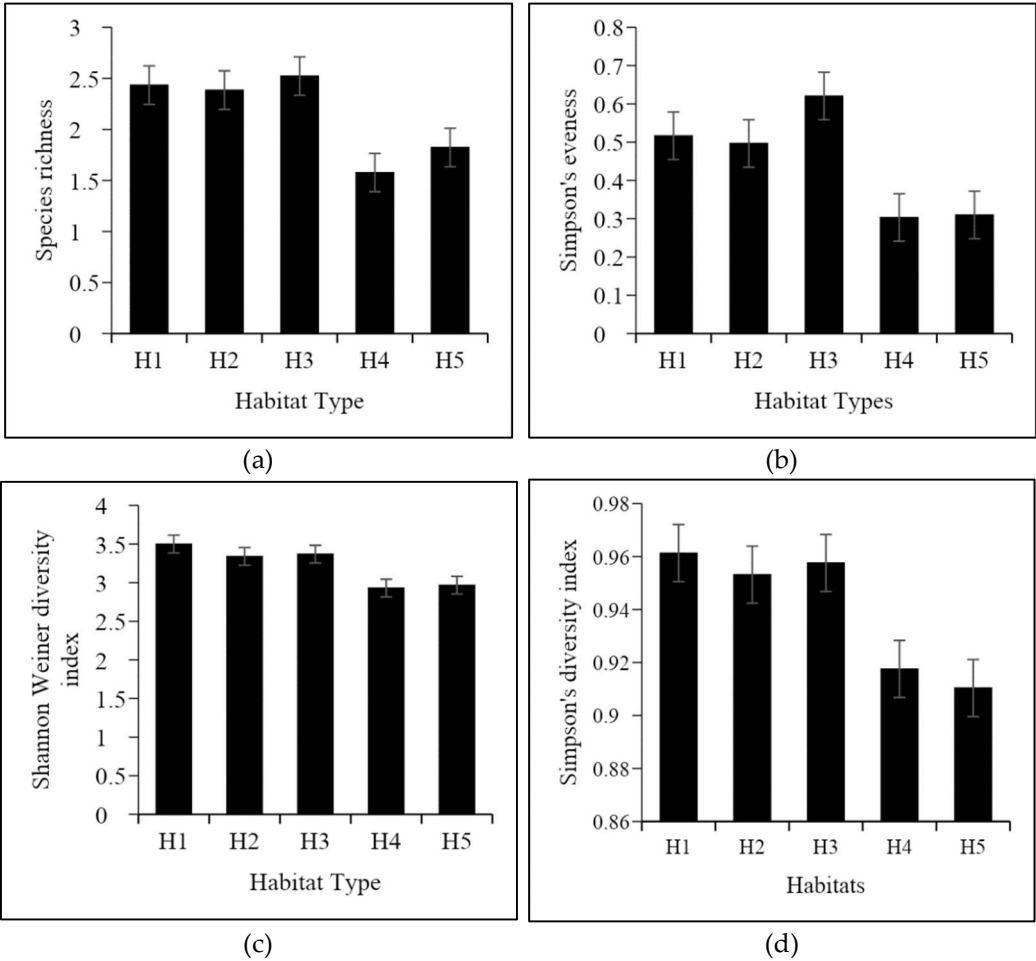 3
2.5
2
1.5
1
0.5
0
Species richness
H1 H2 H3 H4 H5
Habitat Type
(a)
0.8
0.7
0.6
0.5
0.4
0.3
0.2
0.1
0
Simpson's eveness
H1 H2 H3 H4 H5
Habitat Types
(b)
4
3.5
3
2.5
2
1.5
1
0.5
0
Shannon Weiner diversity
index
H1 H2 H3 H4 H5
Habitat Type
(c)
0.98
0.96
0.94
0.92
0.9
0.88
0.86
Simpson's diversity index
H1 H2 H3 H4 H5
Habitats
(d)